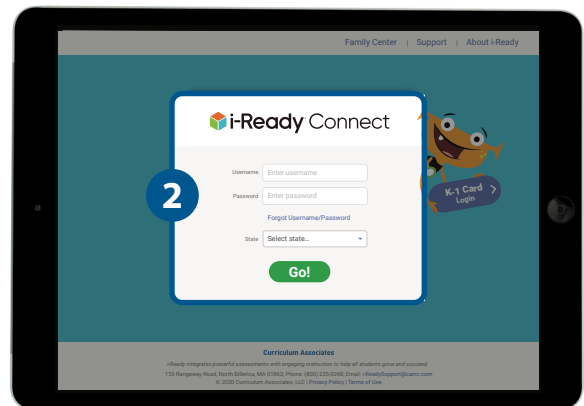 Family Center | Support | About i-Ready
i-Ready Connect
Username Enter username
Password Enter password
Forgot Username/Password
State Select state...
Go!
2
K-1 Card
Login
Curriculum Associates
i-Ready integrates powerful assessments with engaging instruction to help all students grow and succeed
153 Rangeway Road, North Billerica, MA 01862; Phone: (800) 225-0248; Email: i-ReadySupport@cainc.com
© 2020 Curriculum Associates, LLC | Privacy Policy | Terms of Use